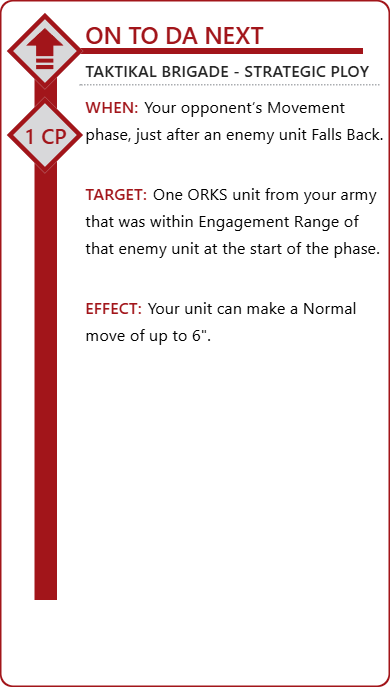 ON TO DA NEXT
TAKTIKAL BRIGADE - STRATEGIC PLOY
1 CP
WHEN: Your opponent's Movement
phase, just after an enemy unit Falls Back.
TARGET: One ORKS unit from your army
that was within Engagement Range of
that enemy unit at the start of the phase.
EFFECT: Your unit can make a Normal
move of up to 6".